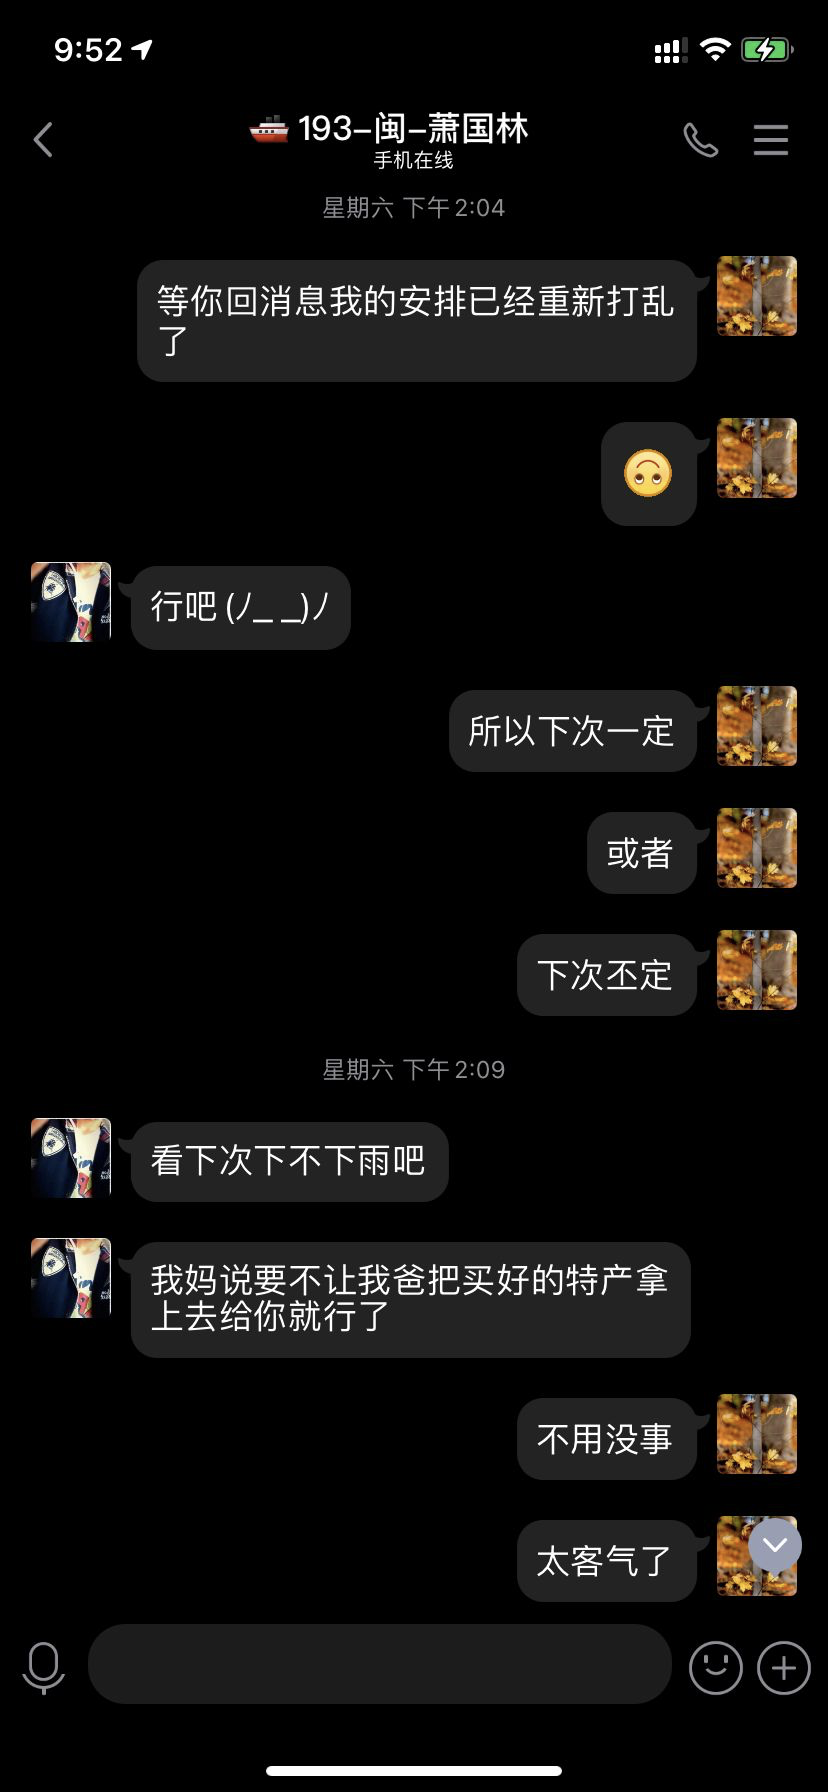 9:52
193-闽-萧国林
手机在线
星期六 下午 2:04
等你回消息我的安排已经重新打乱
了
行吧 (ﾉ_ _)ﾉ
所以下次一定
或者
下次丕定
星期六 下午 2:09
看下次下不下雨吧
我妈说要不让我爸把买好的特产拿
上去给你就行了
不用没事
太客气了